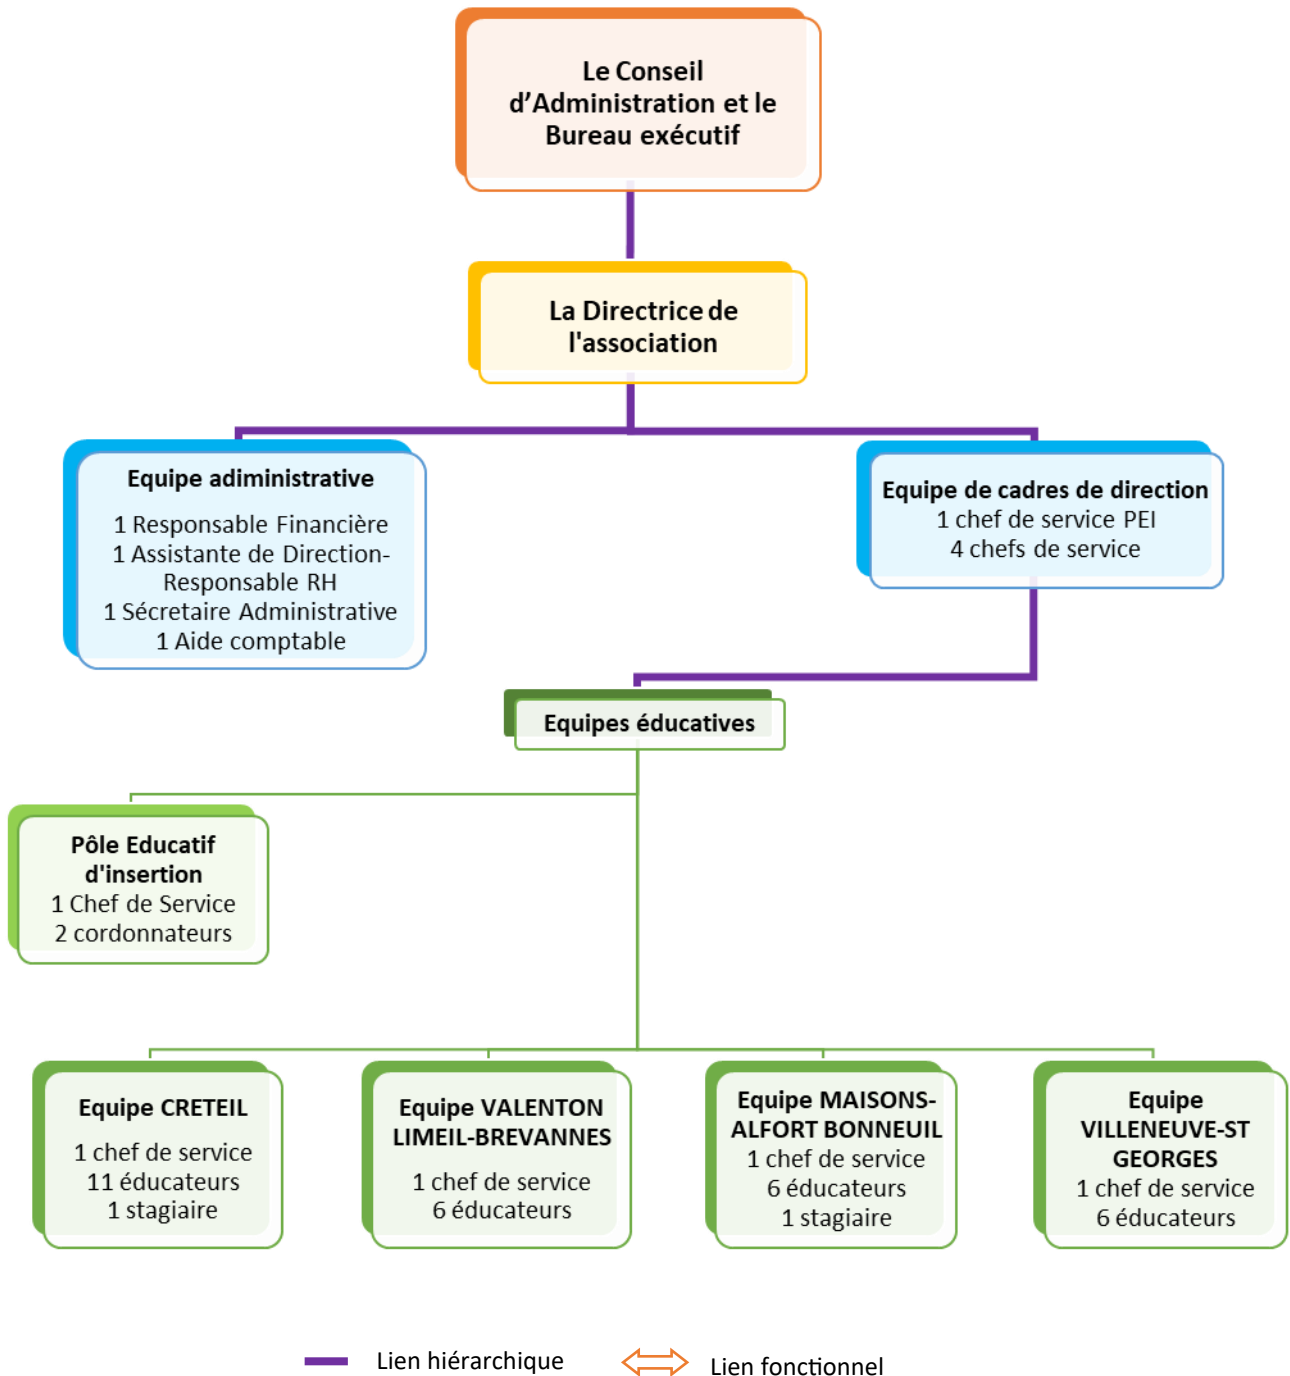 Le Conseil
d’Administration et le
Bureau exécutif
La Directrice de
l'association
Equipe adiministrative
1 Responsable Financière
1 Assistante de Direction-
Responsable RH
1 Sécretaire Administrative
1 Aide comptable
Equipe de cadres de direction
1 chef de service PEI
4 chefs de service
Equipes éducatives
Pôle Educatif
d'insertion
1 Chef de Service
2 cordonnateurs
Equipe CRETEIL
1 chef de service
11 éducateurs
1 stagiaire
Equipe VALENTON
LIMEIL-BREVANNES
1 chef de service
6 éducateurs
Equipe MAISONS-
ALFORT BONNEUIL
1 chef de service
6 éducateurs
1 stagiaire
Equipe
VILLENEUVE-ST
GEORGES
1 chef de service
6 éducateurs
Lien hiérarchique
Lien fonctionnel